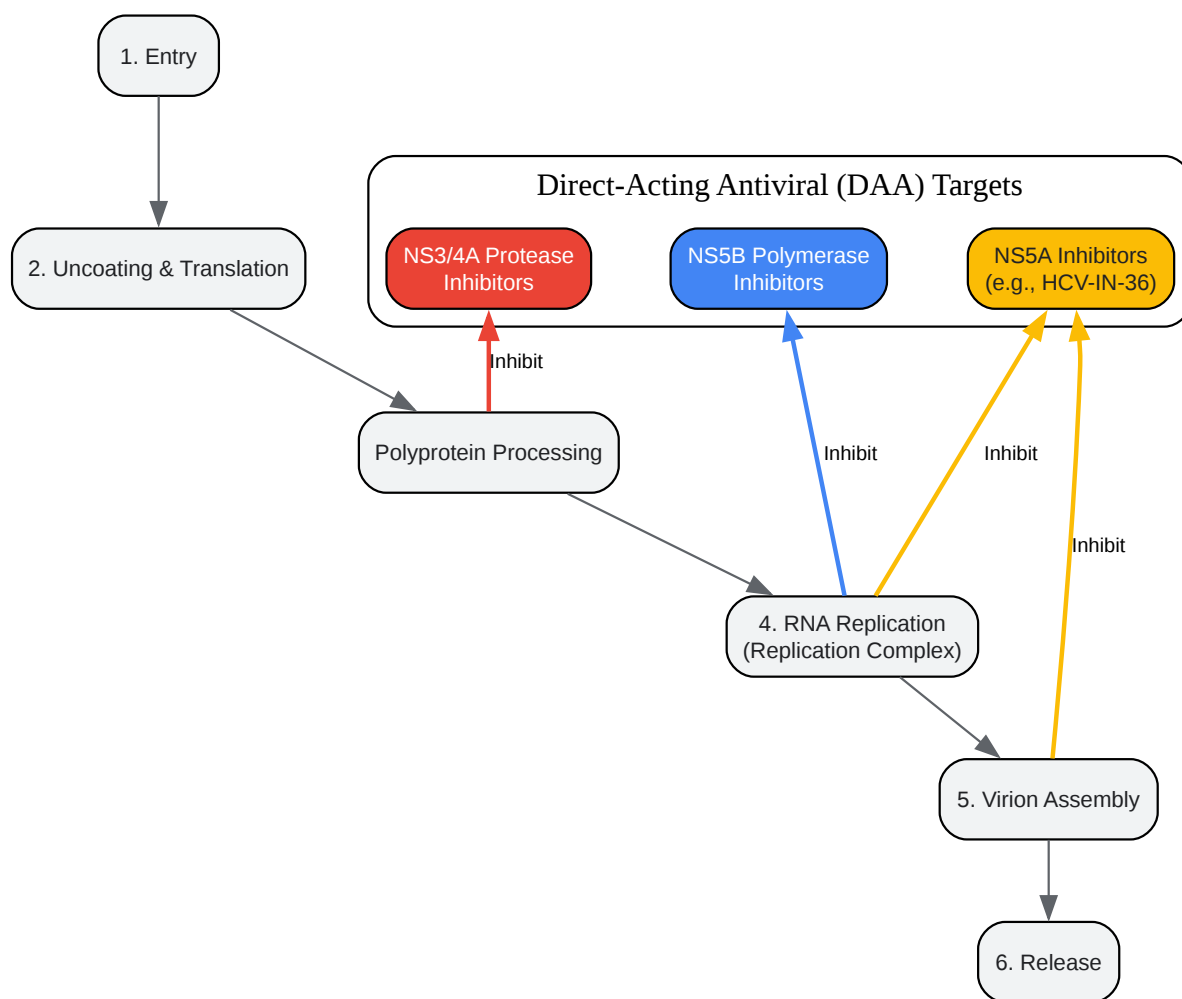 1. Entry
Direct-Acting Antiviral (DAA) Targets
2. Uncoating & Translation
NS3/4A Protease
Inhibitors
NS5B Polymerase
Inhibitors
NS5A Inhibitors
(e.g., HCV-IN-36)
Inhibit
Polyprotein Processing
Inhibit
Inhibit
Inhibit
4. RNA Replication
(Replication Complex)
5. Virion Assembly
6. Release